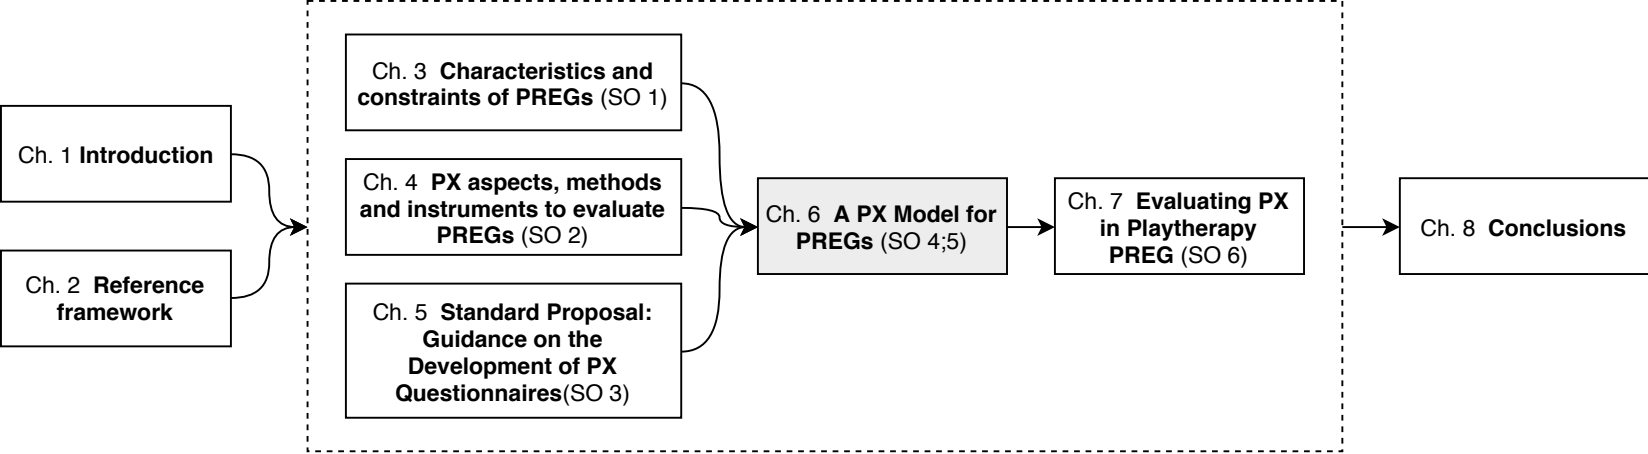 Ch. 1 Introduction
Ch. 2 Reference
framework
Ch. 3 Characteristics and
constraints of PREGs (SO 1)
Ch. 4 PX aspects, methods
and instruments to evaluate
PREGs (SO 2)
Ch. 5 Standard Proposal:
Guidance on the
Development of PX
Questionnaires(SO 3)
Ch. 6 A PX Model for
PREGs (SO 4;5)
Ch. 7 Evaluating PX
in Playtherapy
PREG (SO 6)
Ch. 8 Conclusions